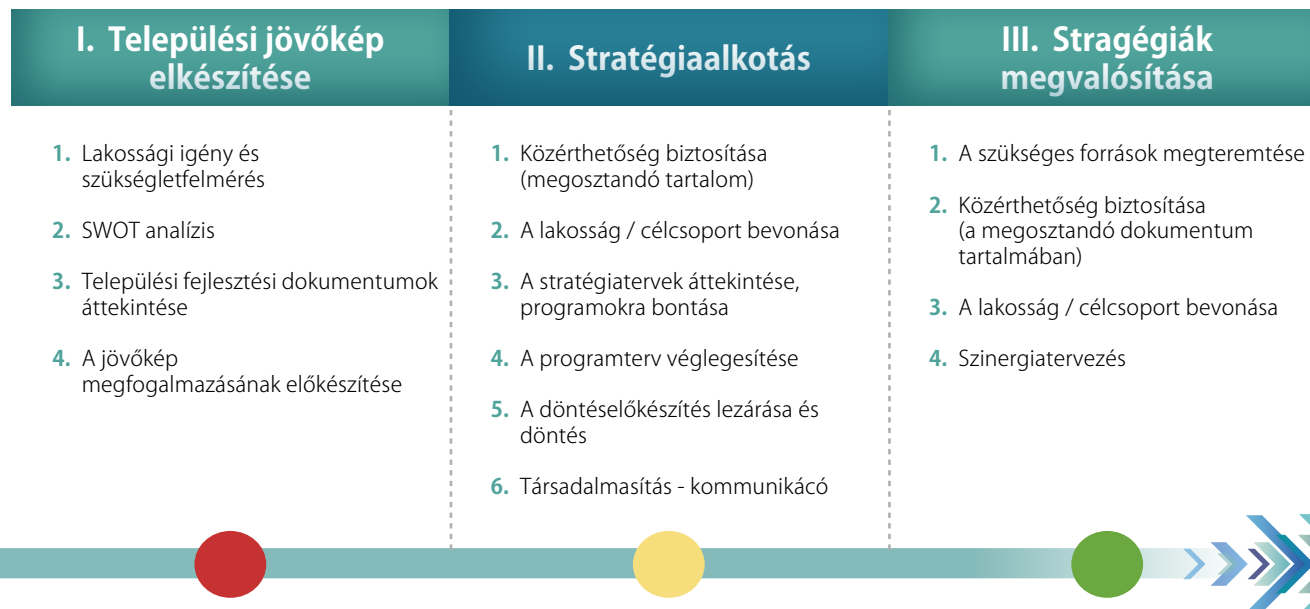 I. Települési jövőkép
elkészítése
1. Lakossági igény és
szükségletfelmérés
2. SWOT analízis
3. Települési fejlesztési dokumentumok
áttekintése
4. A jövőkép
megfogalmazásának előkészítése
II. Stratégiaalkotás
1. Közérthetőség biztosítása
(megosztandó tartalom)
2. A lakosság / célcsoport bevonása
3. A stratégiatervek áttekintése,
programokra bontása
4. A programterv véglegesítése
5. A döntéselőkészítés lezárása és
döntés
6. Társadalmasítás - kommunikácó
III. Stragégiák
megvalósítása
1. A szükséges források megteremtése
2. Közérthetőség biztosítása
(a megosztandó dokumentum
tartalmában)
3. A lakosság / célcsoport bevonása
4. Szinergiatervezés